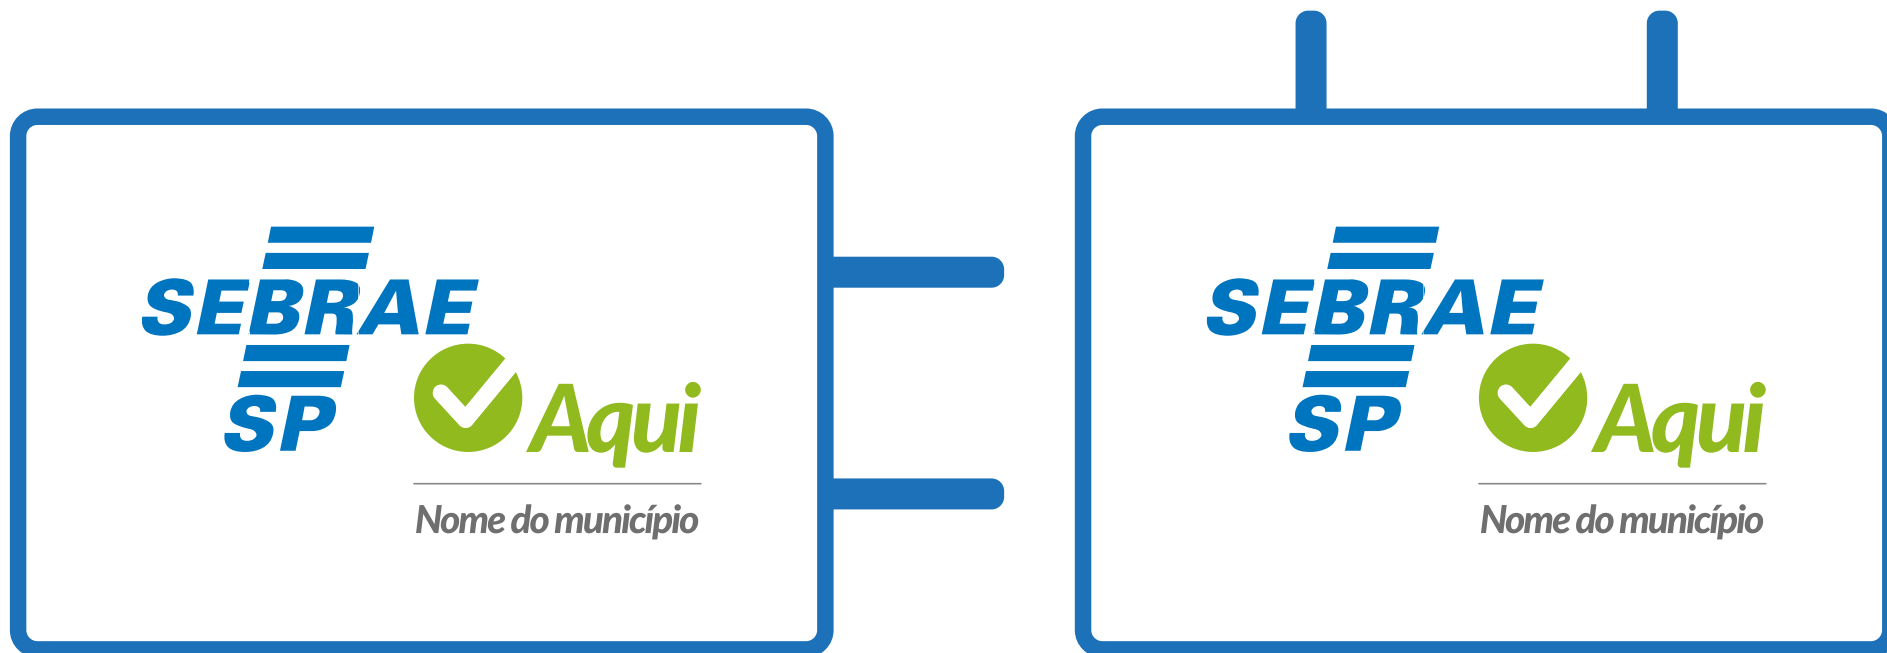 SEBRAE
SP
Aqui
Nome do município
SEBRAE
SP
Aqui
Nome do município